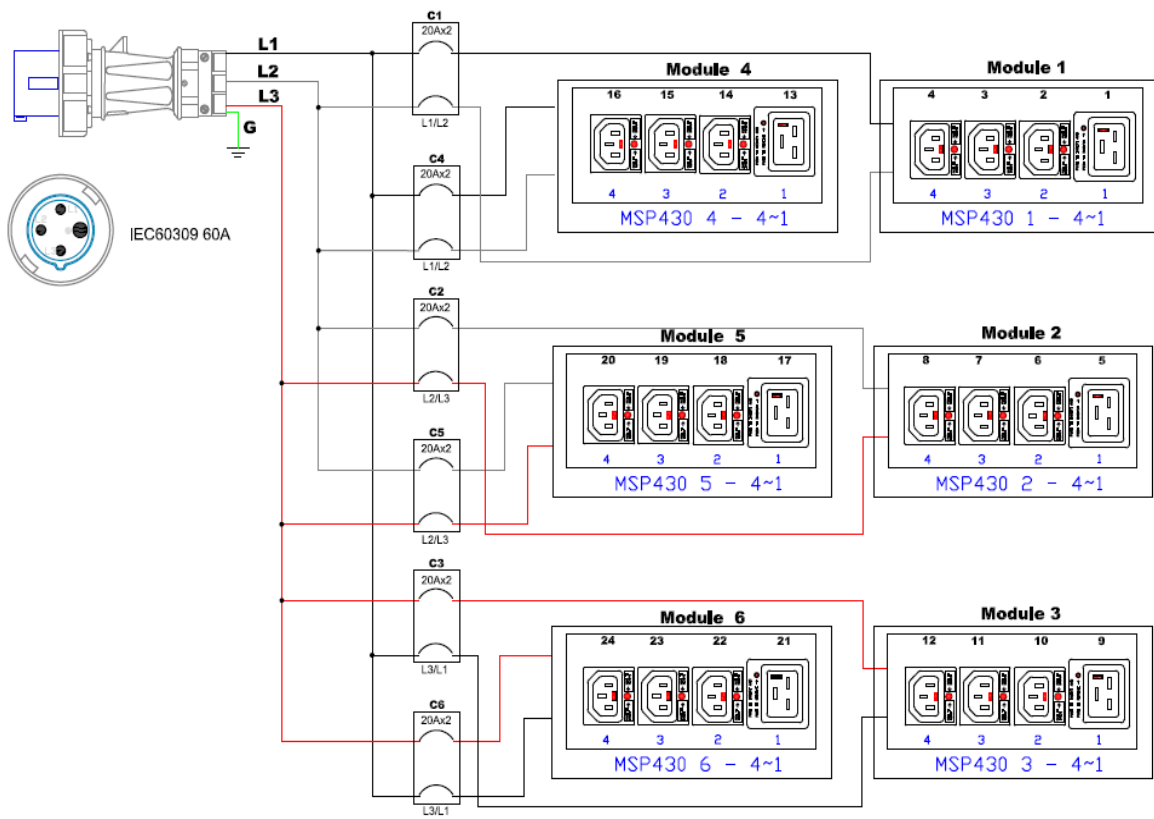 C1
20Ax2
L1/L2
L1
L2
L3
G
IEC60309 60A
C4
20Ax2
L1/L2
C2
20Ax2
L2/L3
C5
20Ax2
L2/L3
C3
20Ax2
L3/L1
C6
20Ax2
L3/L1
Module 4
16 15 14 13
4 3 2 1
MSP430 4 - 4~1
Module 1
4 3 2 1
4 3 2 1
MSP430 1 - 4~1
Module 5
20 19 18 17
4 3 2 1
MSP430 5 - 4~1
Module 2
8 7 6 5
4 3 2 1
MSP430 2 - 4~1
Module 6
24 23 22 21
4 3 2 1
MSP430 6 - 4~1
Module 3
12 11 10 9
4 3 2 1
MSP430 3 - 4~1